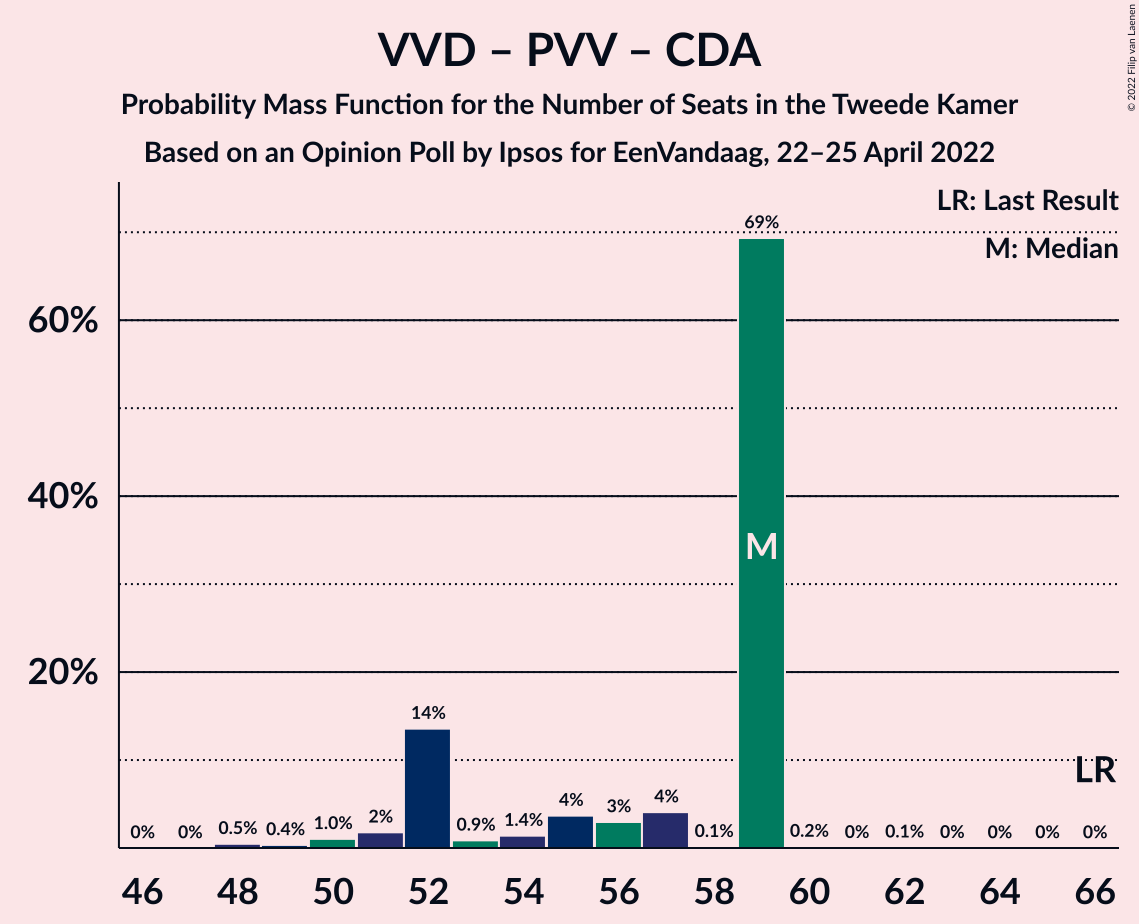 VVD – PVV – CDA
Probability Mass Function for the Number of Seats in the Tweede Kamer
Based on an Opinion Poll by Ipsos for EenVandaag, 22–25 April 2022
© 2022 Filip van Laenen
LR: Last Result
M: Median
60%
40%
20%
0% 0% 0.5% 0.4% 1.0% 2% 14% 0.9% 1.4% 4% 3% 4% 0.1% 69% 0.2% 0% 0.1% 0% 0% 0% 0%
M
LR
46 48 50 52 54 56 58 60 62 64 66